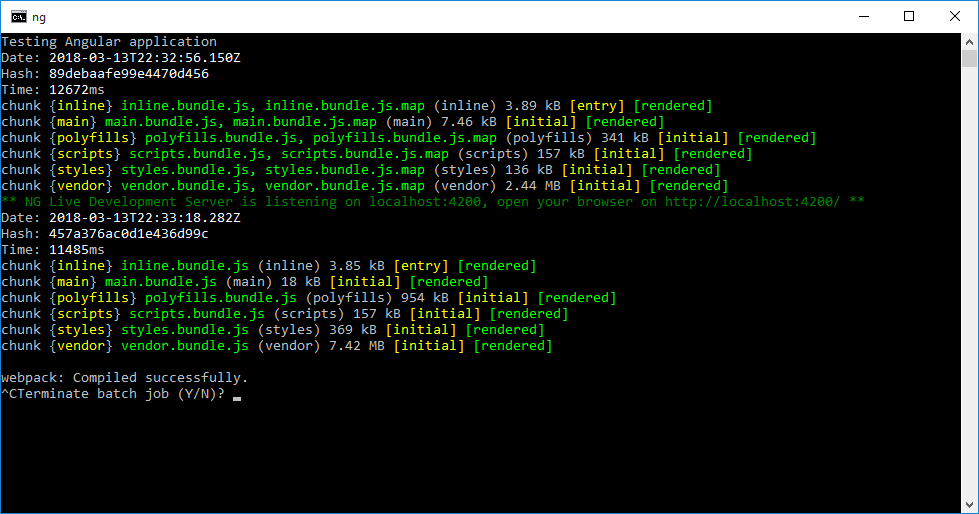 C:\.
ng
Testing Angular application
Date: 2018-03-13T22:32:56.150Z
Hash: 89debaafe99e4470d456
Time: 12672ms
chunk {inline} inline.bundle.js, inline.bundle.js.map (inline) 3.89 kB [entry] [rendered]
chunk {main} main.bundle.js, main.bundle.js.map (main) 7.46 kB [initial] [rendered]
chunk {polyfills} polyfills.bundle.js, polyfills.bundle.js.map (polyfills) 341 kB [initial] [rendered]
chunk {scripts} scripts.bundle.js, scripts.bundle.js.map (scripts) 157 kB [initial] [rendered]
chunk {styles} styles.bundle.js, styles.bundle.js.map (styles) 136 kB [initial] [rendered]
chunk {vendor} vendor.bundle.js, vendor.bundle.js.map (vendor) 2.44 MB [initial] [rendered]
** NG Live Development Server is listening on localhost:4200, open your browser on http://localhost:4200/ **
Date: 2018-03-13T22:33:18.282Z
Hash: 457a376ac0d1e436d99c
Time: 11485ms
chunk {inline} inline.bundle.js (inline) 3.85 kB [entry] [rendered]
chunk {main} main.bundle.js (main) 18 kB [initial] [rendered]
chunk {polyfills} polyfills.bundle.js (polyfills) 954 kB [initial] [rendered]
chunk {scripts} scripts.bundle.js (scripts) 157 kB [initial] [rendered]
chunk {styles} styles.bundle.js (styles) 369 kB [initial] [rendered]
chunk {vendor} vendor.bundle.js (vendor) 7.42 MB [initial] [rendered]
webpack: Compiled successfully.
^CTerminate batch job (Y/N)?